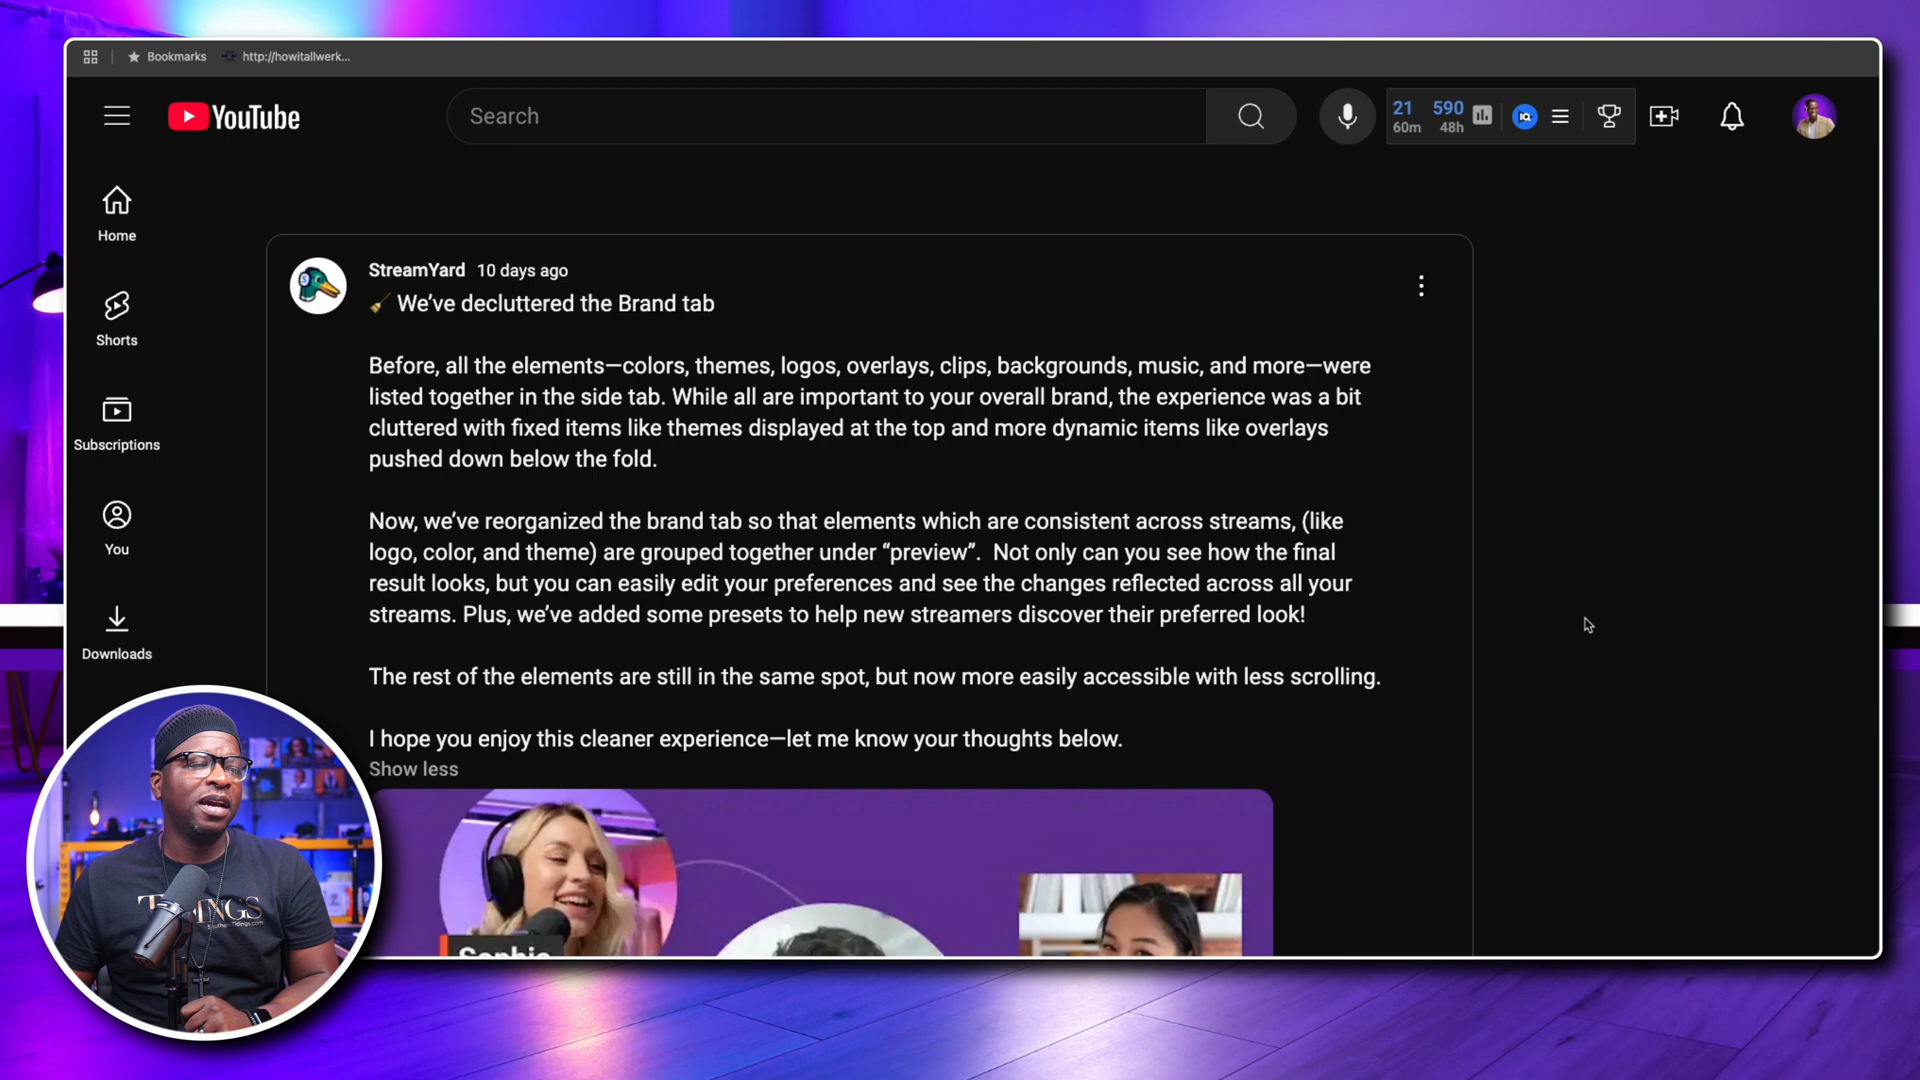 Bookmarks
http://howitallwerk...
YouTube
Search
21
60m
590
48h
IQ
Home
Shorts
Subscriptions
You
Downloads
StreamYard 10 days ago
🧹 We’ve decluttered the Brand tab
Before, all the elements—colors, themes, logos, overlays, clips, backgrounds, music, and more—were
listed together in the side tab. While all are important to your overall brand, the experience was a bit
cluttered with fixed items like themes displayed at the top and more dynamic items like overlays
pushed down below the fold.
Now, we’ve reorganized the brand tab so that elements which are consistent across streams, (like
logo, color, and theme) are grouped together under “preview”.  Not only can you see how the final
result looks, but you can easily edit your preferences and see the changes reflected across all your
streams. Plus, we’ve added some presets to help new streamers discover their preferred look!
The rest of the elements are still in the same spot, but now more easily accessible with less scrolling.
I hope you enjoy this cleaner experience—let me know your thoughts below.
Show less
Sophie